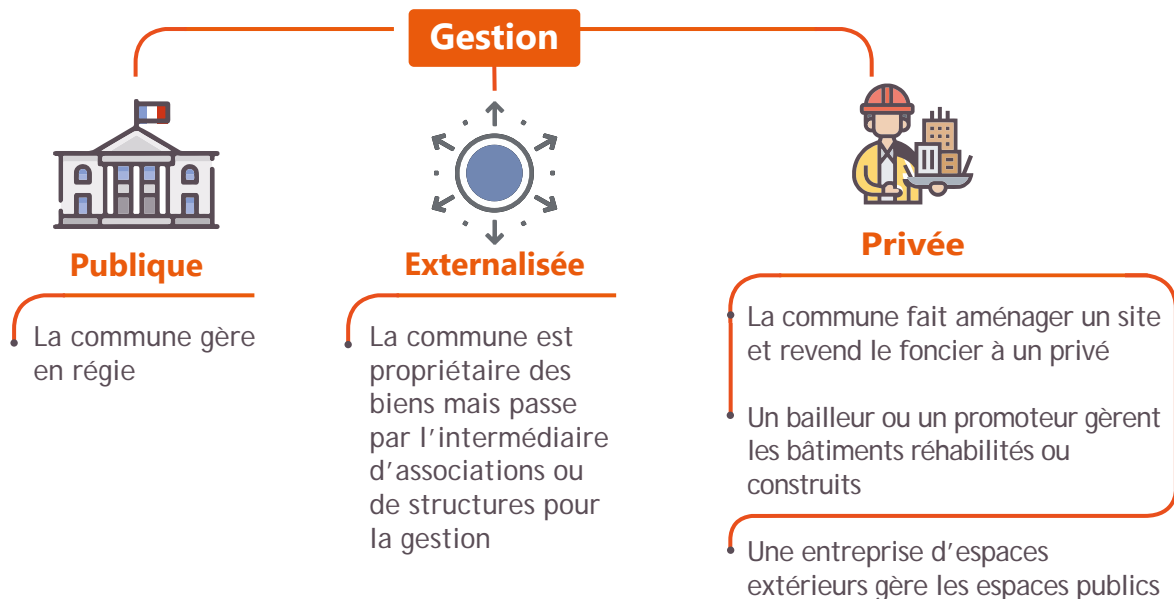 Gestion
Publique
La commune gère
en régie
Externalisée
La commune est
propriétaire des
biens mais passe
par l'intermédiaire
d'associations ou
de structures pour
la gestion
Privée
La commune fait aménager un site
et revend le foncier à un privé
Un bailleur ou un promoteur gèrent
les bâtiments réhabilités ou
construits
Une entreprise d'espaces
extérieurs gère les espaces publics